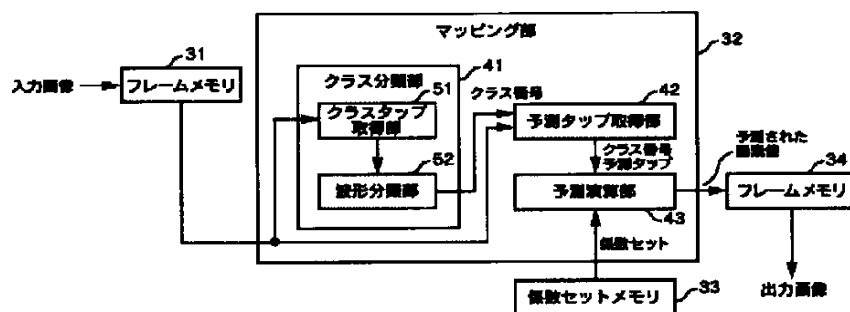 マッピング部
32
31
入力画像
フレームメモリ
41
クラス分類部
51
クラスタップ
取得部
52
波形分類部
クラス番号
42
予測タップ取得部
クラス番号
予測タップ
予測演算部
43
予測された
画素値
34
フレームメモリ
係数セット
係数セットメモリ
33
出力画像